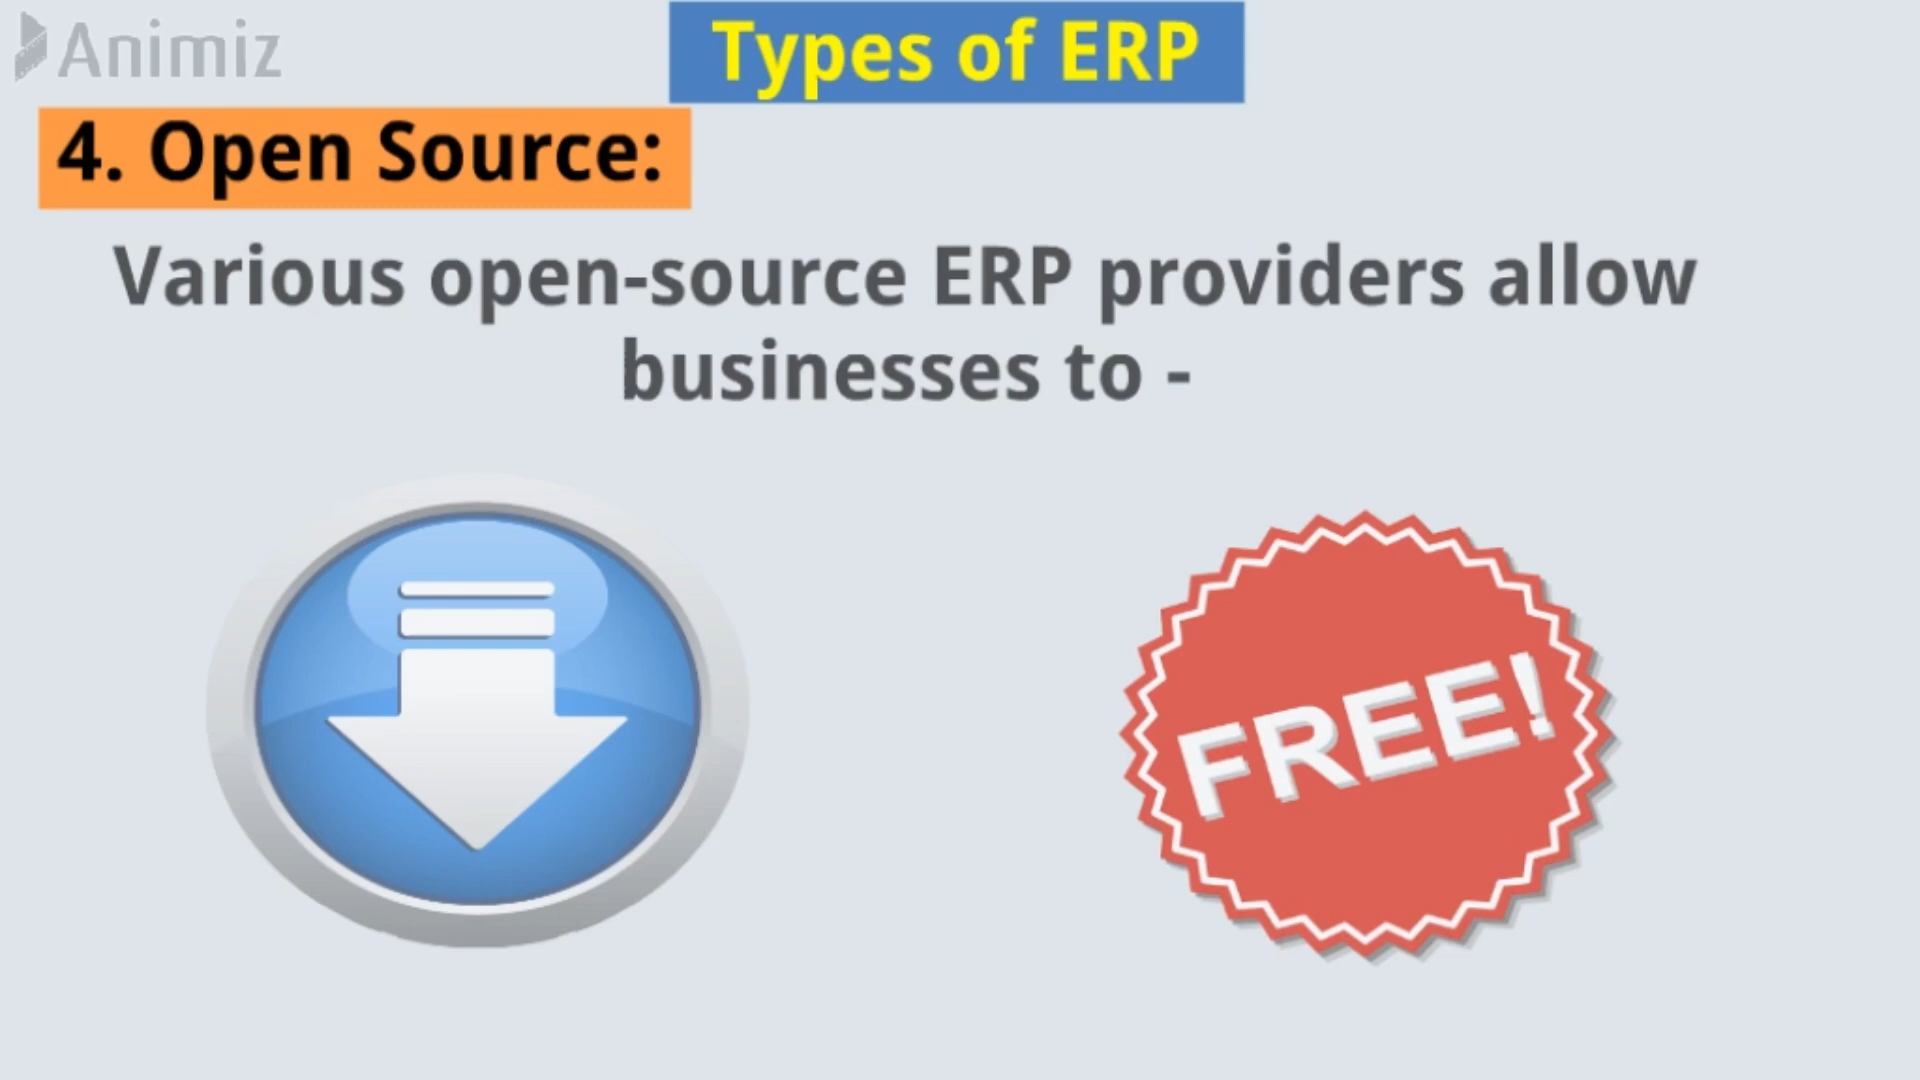 Animiz
Types of ERP
4. Open Source:
Various open-source ERP providers allow
businesses to -
FREE!